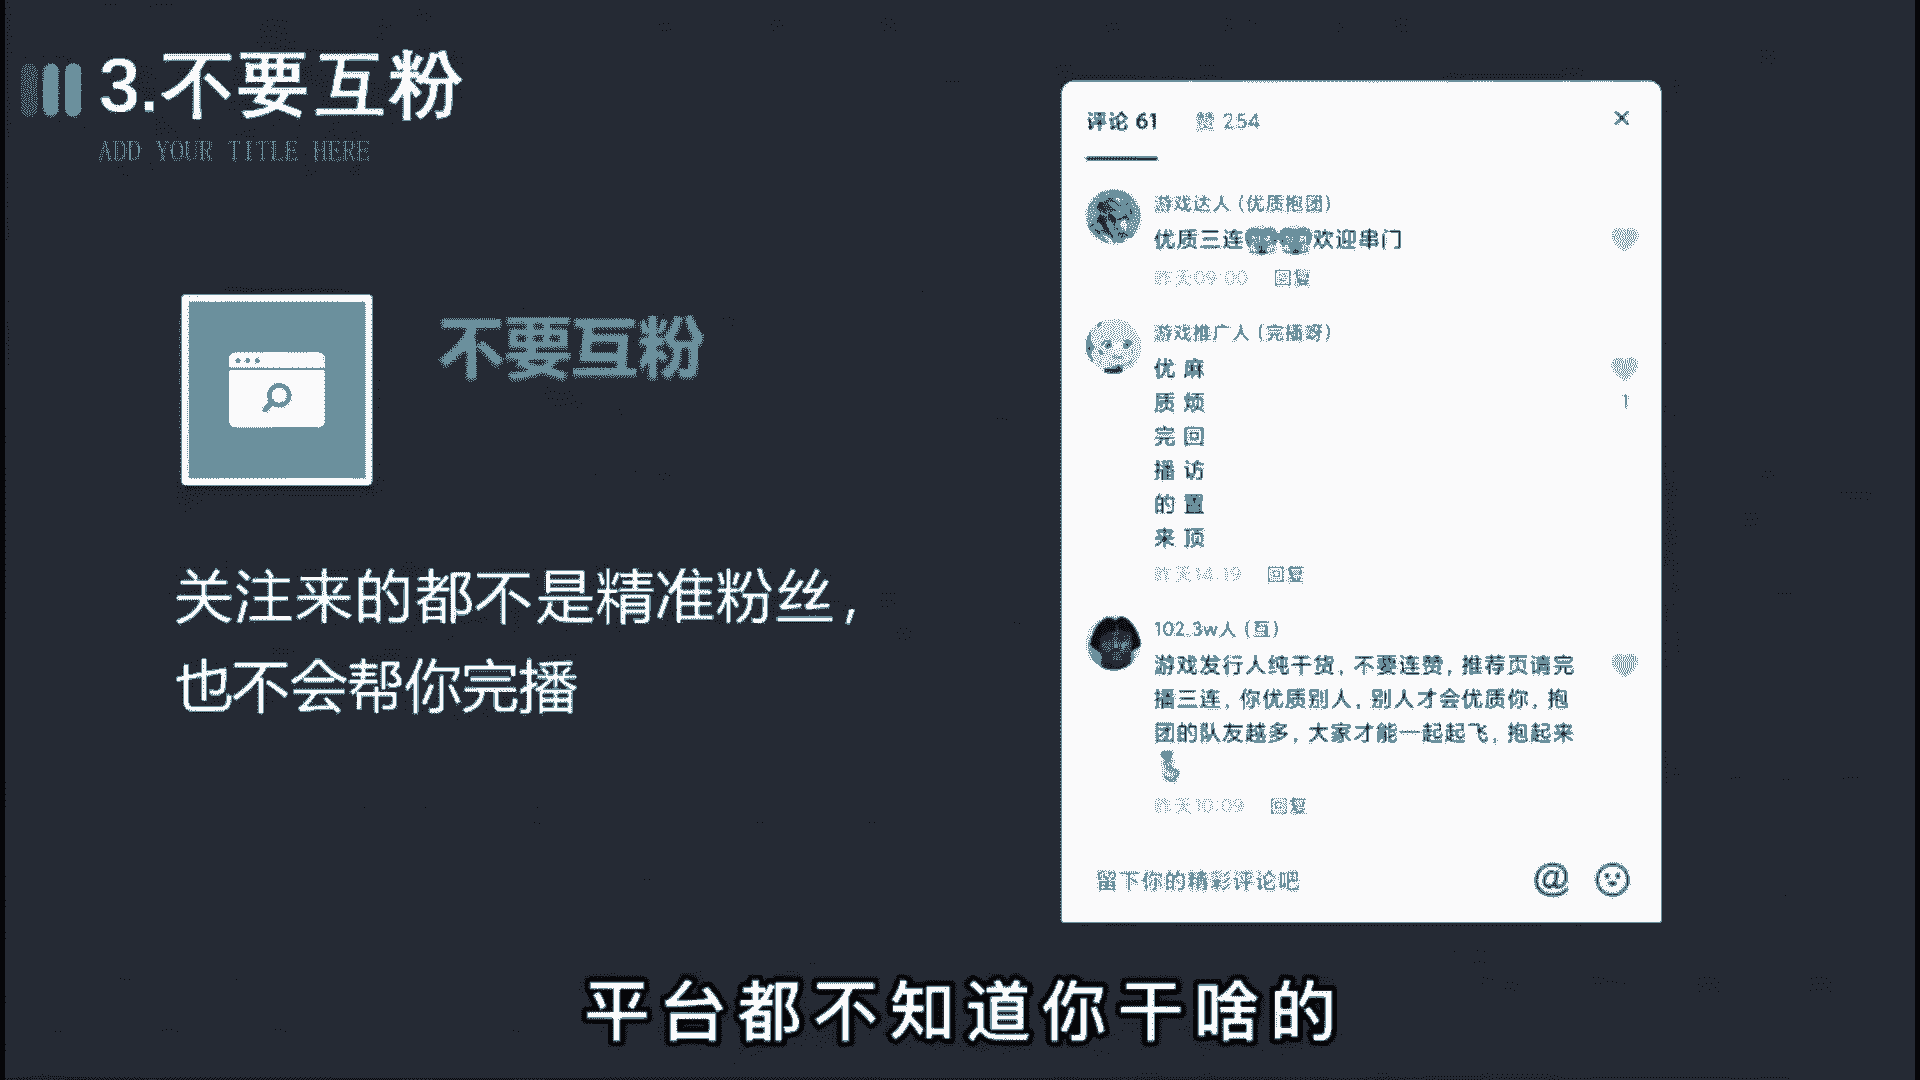 3.不要互粉
ADD YOUR TITLE HERE
不要互粉
关注来的都不是精准粉丝，
也不会帮你完播
评论 61 赞 254
游戏达人（优质抱团）
优质三连欢迎串门
昨天09:00 回复
游戏推广人（完播呀）
优 麻
质 烦
完 回
播 访
的 置
来 顶
1
昨天14:19 回复
102.3w人（互）
游戏发行人纯干货，不要连赞，推荐页请完
播三连，你优质别人，别人才会优质你，抱
团的队友越多，大家才能一起起飞，抱起来
昨天10:09 回复
留下你的精彩评论吧
平台都不知道你干啥的